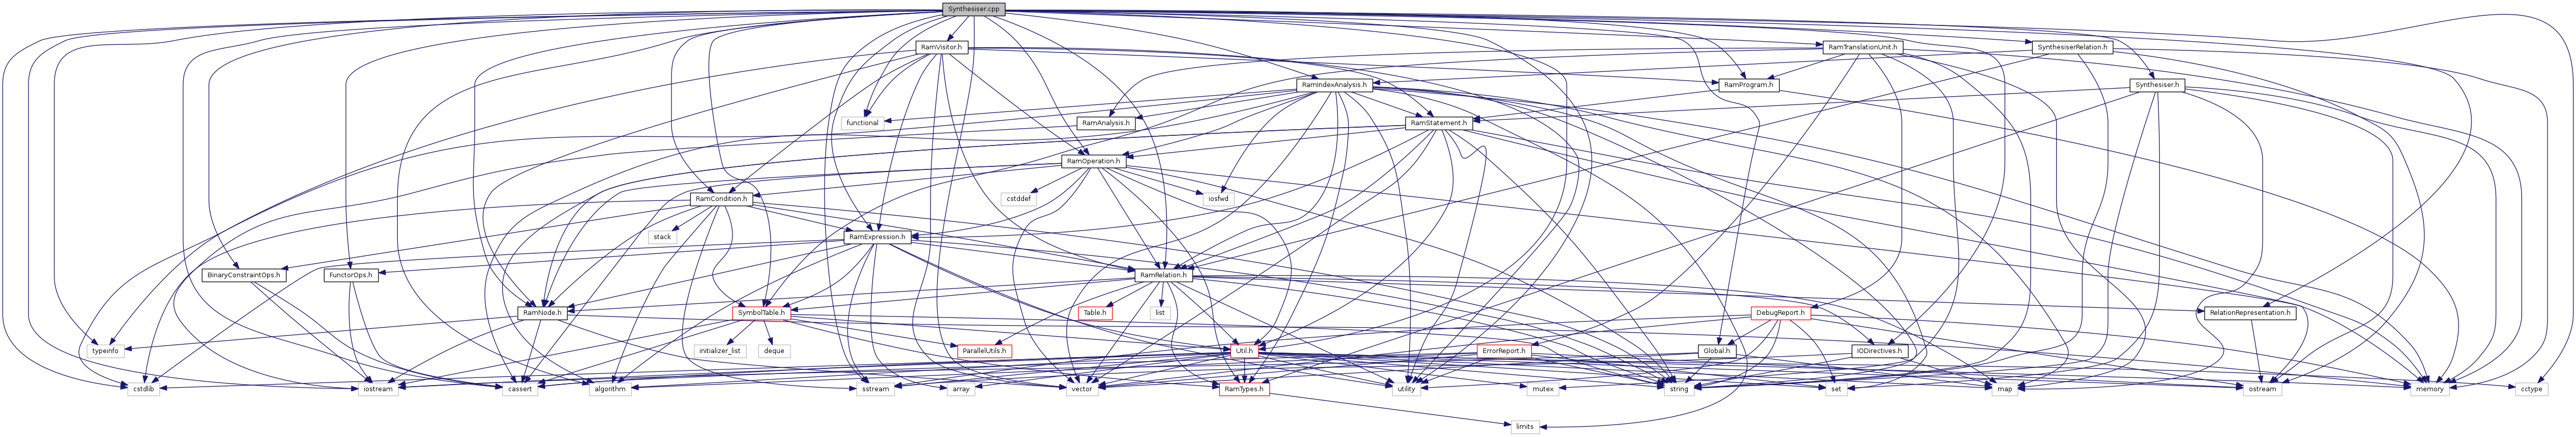 Synthesiser.cpp
RamVisitor.h
RamTranslationUnit.h
SynthesiserRelation.h
RamIndexAnalysis.h
RamProgram.h
Synthesiser.h
functional
RamAnalysis.h
RamStatement.h
RamOperation.h
RamCondition.h
cstddef
iosfwd
stack
RamExpression.h
BinaryConstraintOps.h
FunctorOps.h
RamRelation.h
RamNode.h
SymbolTable.h
Table.h
list
DebugReport.h
RelationRepresentation.h
typeinfo
initializer_list
deque
ParallelUtils.h
Util.h
ErrorReport.h
Global.h
IODirectives.h
cstdlib
iostream
cassert
algorithm
sstream
array
vector
RamTypes.h
utility
mutex
string
set
map
ostream
memory
cctype
limits